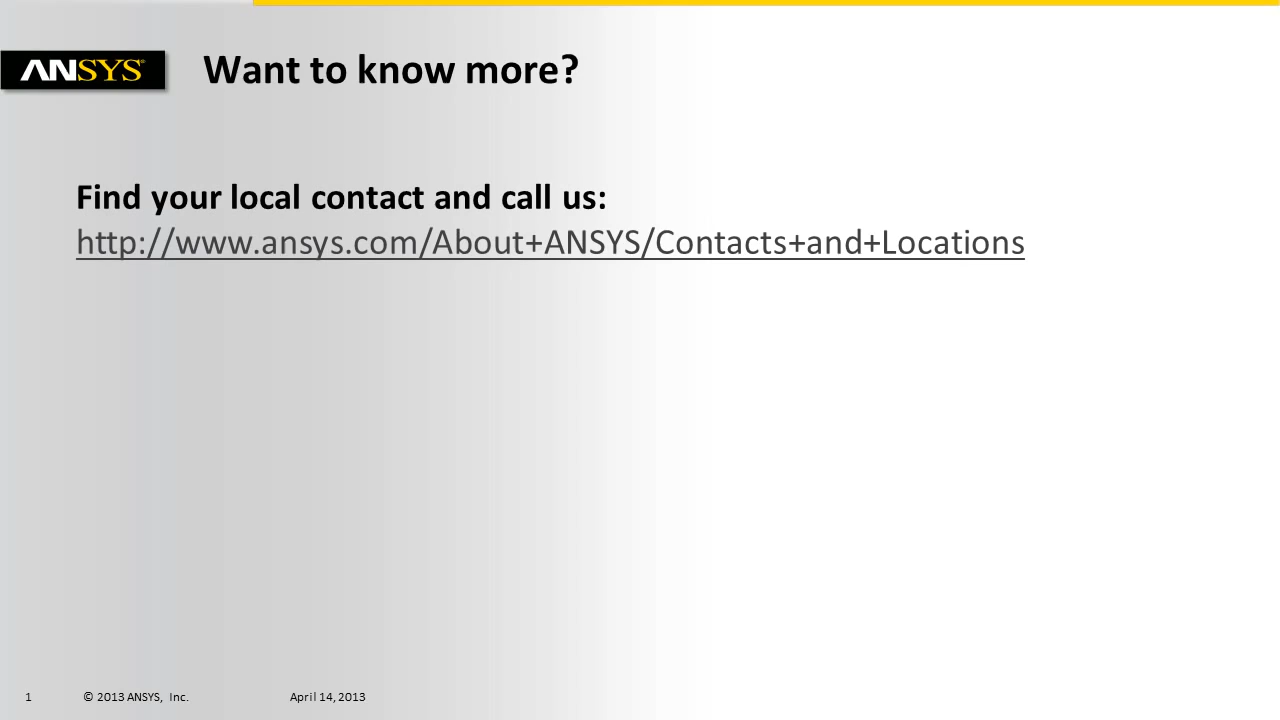 ANSYS®
Want to know more?
Find your local contact and call us:
http://www.ansys.com/About+ANSYS/Contacts+and+Locations
1 © 2013 ANSYS, Inc. April 14, 2013